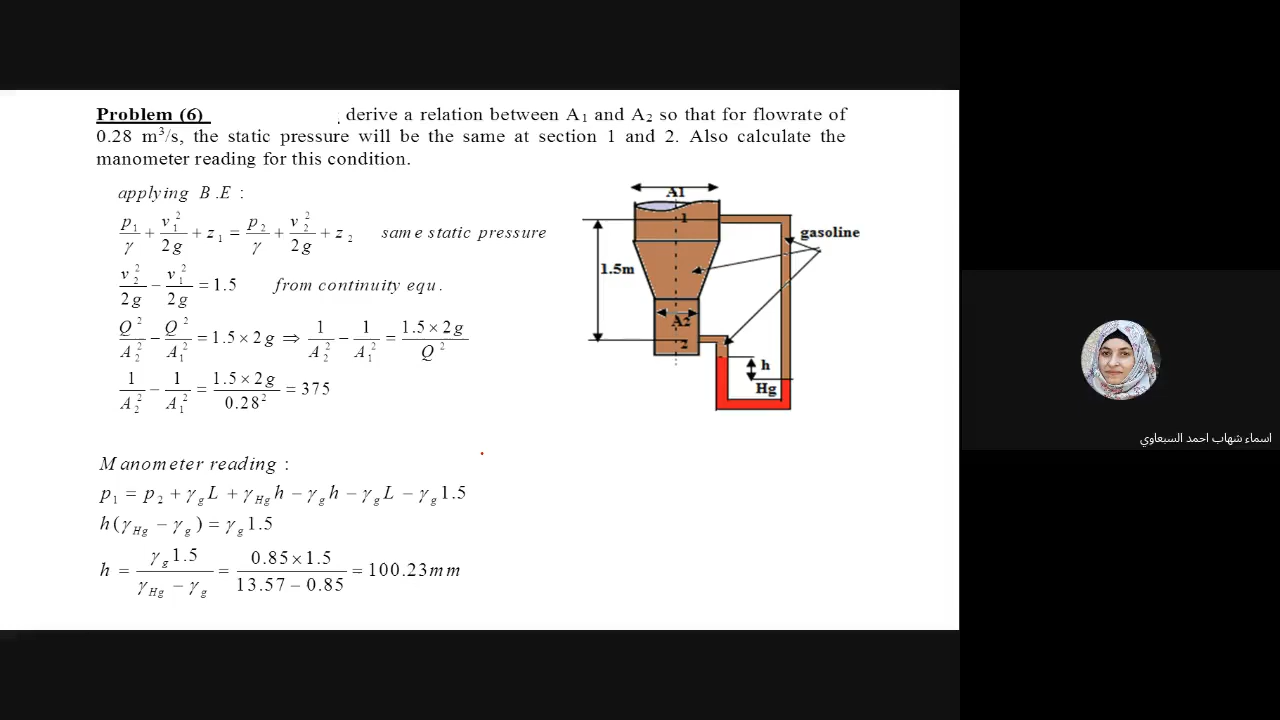 Problem (6) . derive a relation between A₁ and A₂ so that for flowrate of
0.28 m³/s, the static pressure will be the same at section 1 and 2. Also calculate the
manometer reading for this condition.
applying B.E :
p₁/γ + v₁²/2g + z₁ = p₂/γ + v₂²/2g + z₂ same static pressure
v₂²/2g − v₁²/2g = 1.5 from continuity equ.
Q²/A₂² − Q²/A₁² = 1.5 × 2g ⇒ 1/A₂² − 1/A₁² = 1.5 × 2g / Q²
1/A₂² − 1/A₁² = 1.5 × 2g / 0.28² = 375
Manometer reading :
p₁ = p₂ + γ_g L + γ_Hg h − γ_g h − γ_g L − γ_g 1.5
h(γ_Hg − γ_g) = γ_g 1.5
h = γ_g 1.5 / (γ_Hg − γ_g) = 0.85 × 1.5 / (13.57 − 0.85) = 100.23mm
A1
1
gasoline
1.5m
A2
2
h
Hg
اسماء شهاب احمد السبعاوي